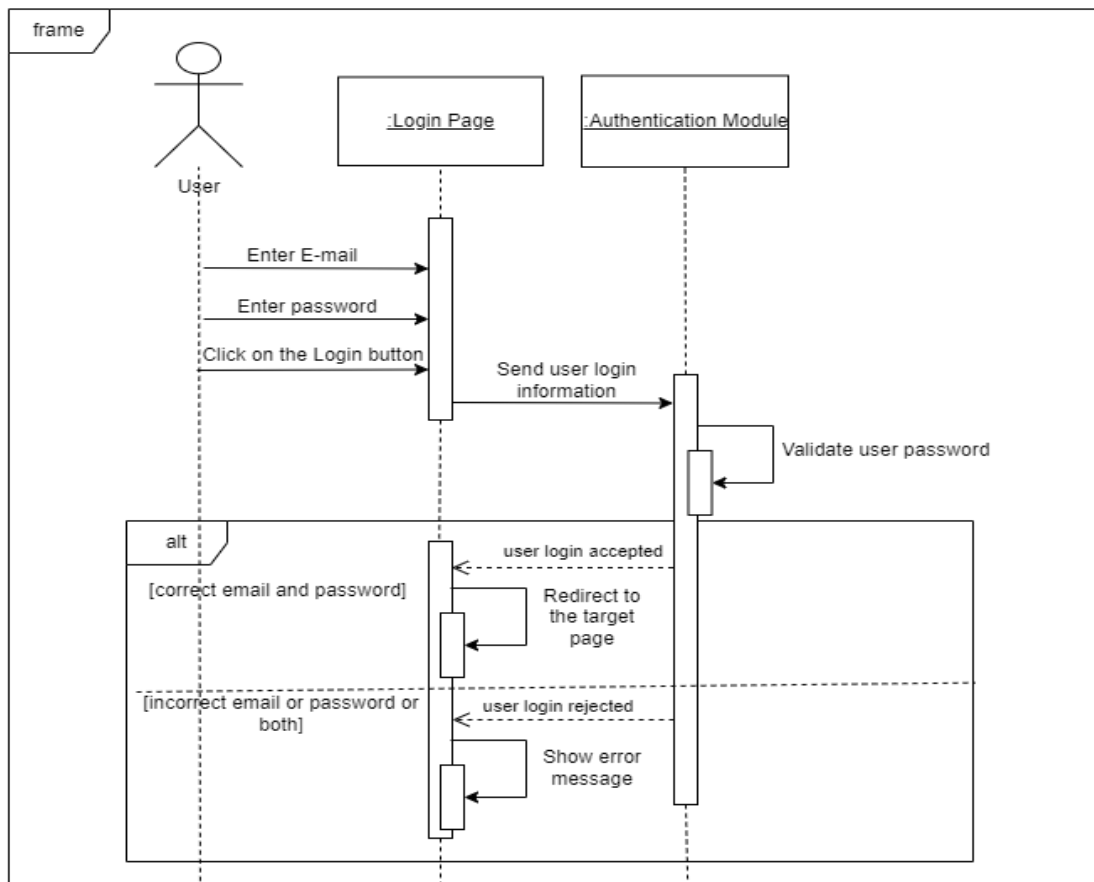 frame
User
:Login Page
:Authentication Module
Enter E-mail
Enter password
Click on the Login button
Send user login
information
Validate user password
alt
user login accepted
[correct email and password]
Redirect to
the target
page
[incorrect email or password or
both]
user login rejected
Show error
message